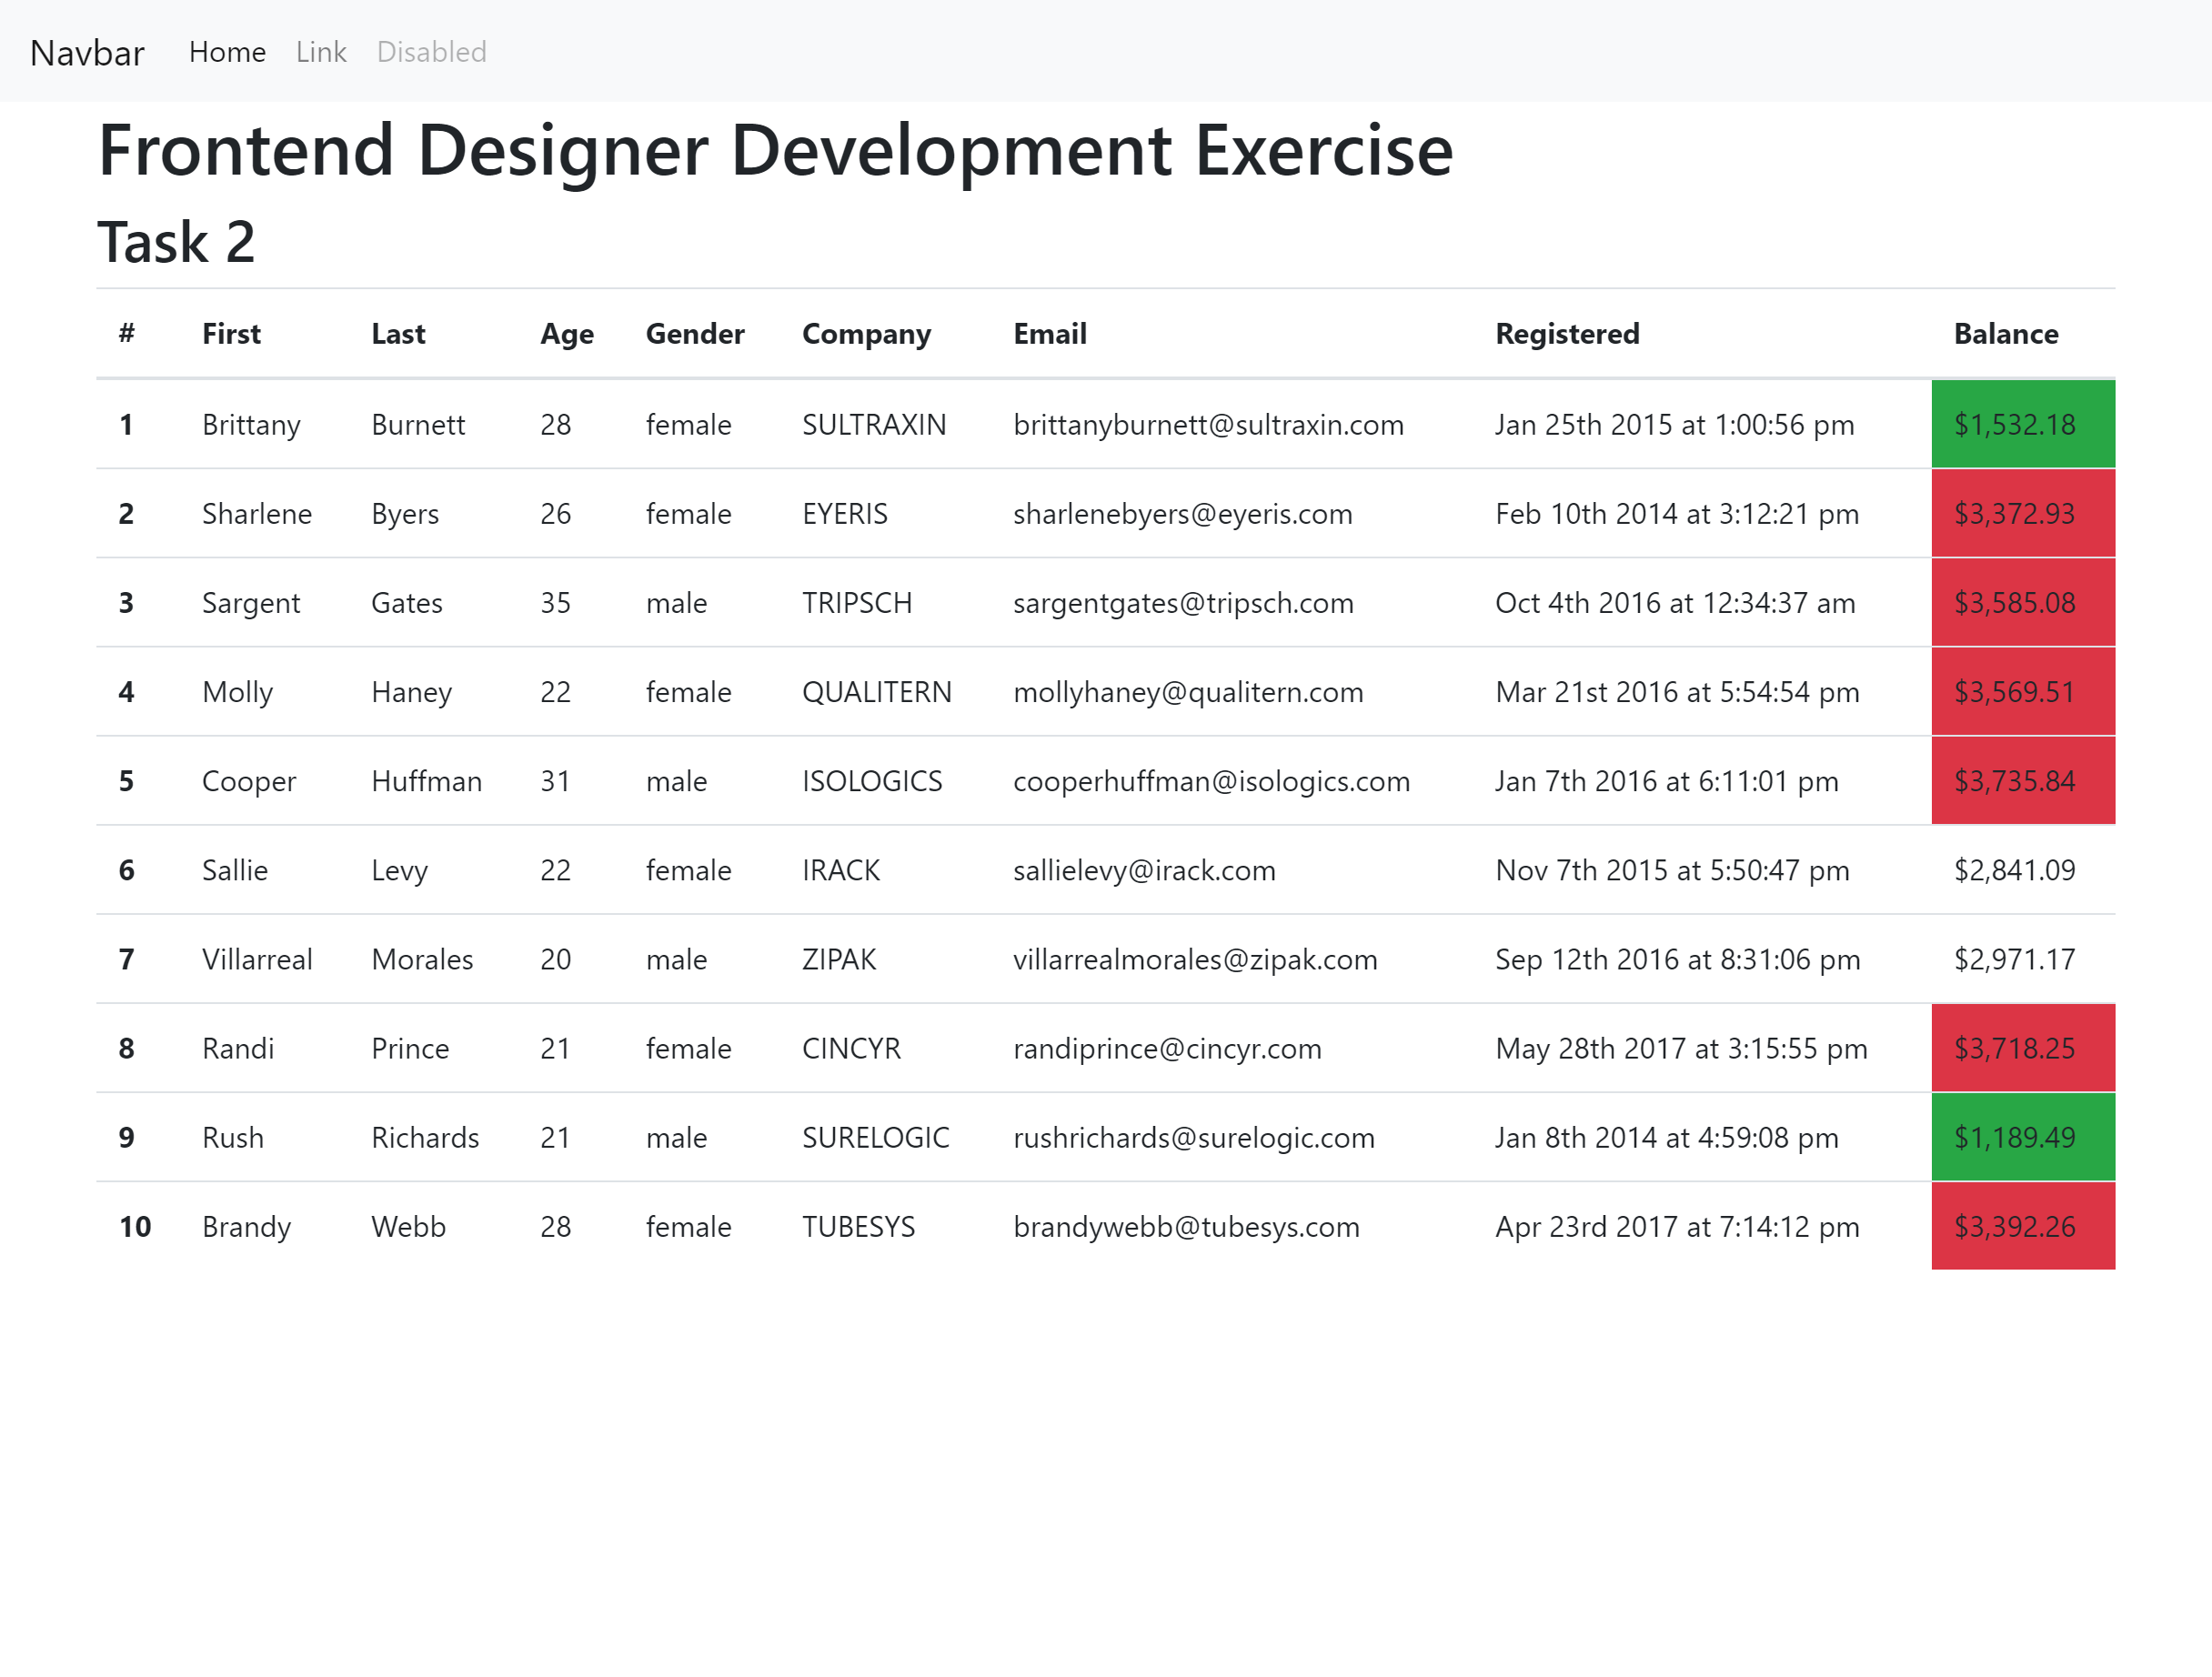 Navbar Home Link Disabled
Frontend Designer Development Exercise
Task 2
# First Last Age Gender Company Email Registered Balance
1 Brittany Burnett 28 female SULTRAXIN brittanyburnett@sultraxin.com Jan 25th 2015 at 1:00:56 pm $1,532.18
2 Sharlene Byers 26 female EYERIS sharlenebyers@eyeris.com Feb 10th 2014 at 3:12:21 pm $3,372.93
3 Sargent Gates 35 male TRIPSCH sargentgates@tripsch.com Oct 4th 2016 at 12:34:37 am $3,585.08
4 Molly Haney 22 female QUALITERN mollyhaney@qualitern.com Mar 21st 2016 at 5:54:54 pm $3,569.51
5 Cooper Huffman 31 male ISOLOGICS cooperhuffman@isologics.com Jan 7th 2016 at 6:11:01 pm $3,735.84
6 Sallie Levy 22 female IRACK sallielevy@irack.com Nov 7th 2015 at 5:50:47 pm $2,841.09
7 Villarreal Morales 20 male ZIPAK villarrealmorales@zipak.com Sep 12th 2016 at 8:31:06 pm $2,971.17
8 Randi Prince 21 female CINCYR randiprince@cincyr.com May 28th 2017 at 3:15:55 pm $3,718.25
9 Rush Richards 21 male SURELOGIC rushrichards@surelogic.com Jan 8th 2014 at 4:59:08 pm $1,189.49
10 Brandy Webb 28 female TUBESYS brandywebb@tubesys.com Apr 23rd 2017 at 7:14:12 pm $3,392.26